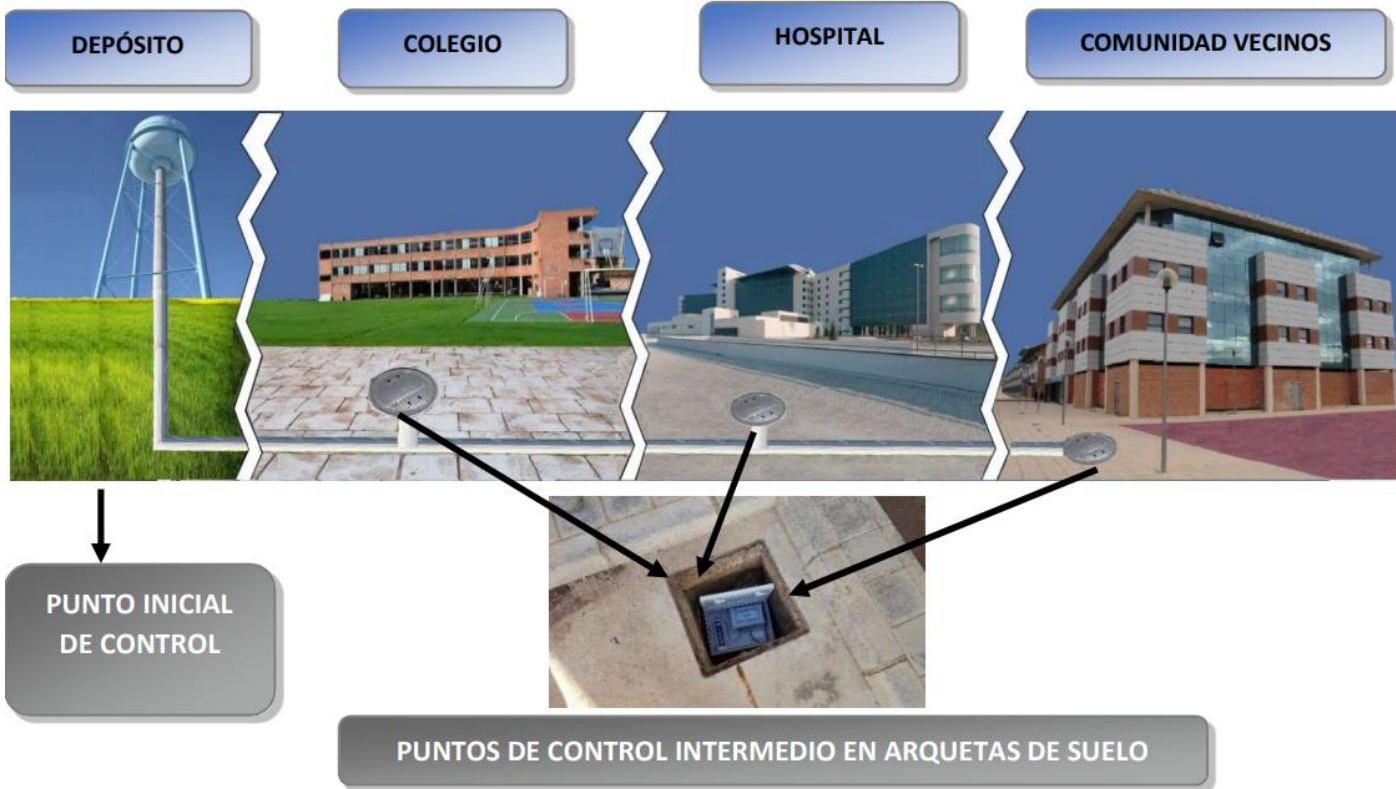 DEPÓSITO
COLEGIO
HOSPITAL
COMUNIDAD VECINOS
PUNTO INICIAL
DE CONTROL
PUNTOS DE CONTROL INTERMEDIO EN ARQUETAS DE SUELO